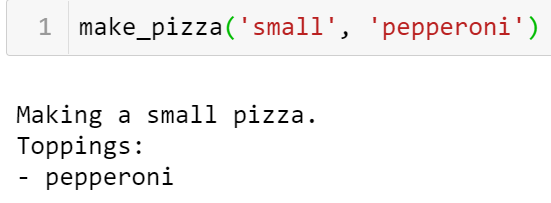 1 make_pizza('small', 'pepperoni')
Making a small pizza.
Toppings:
- pepperoni